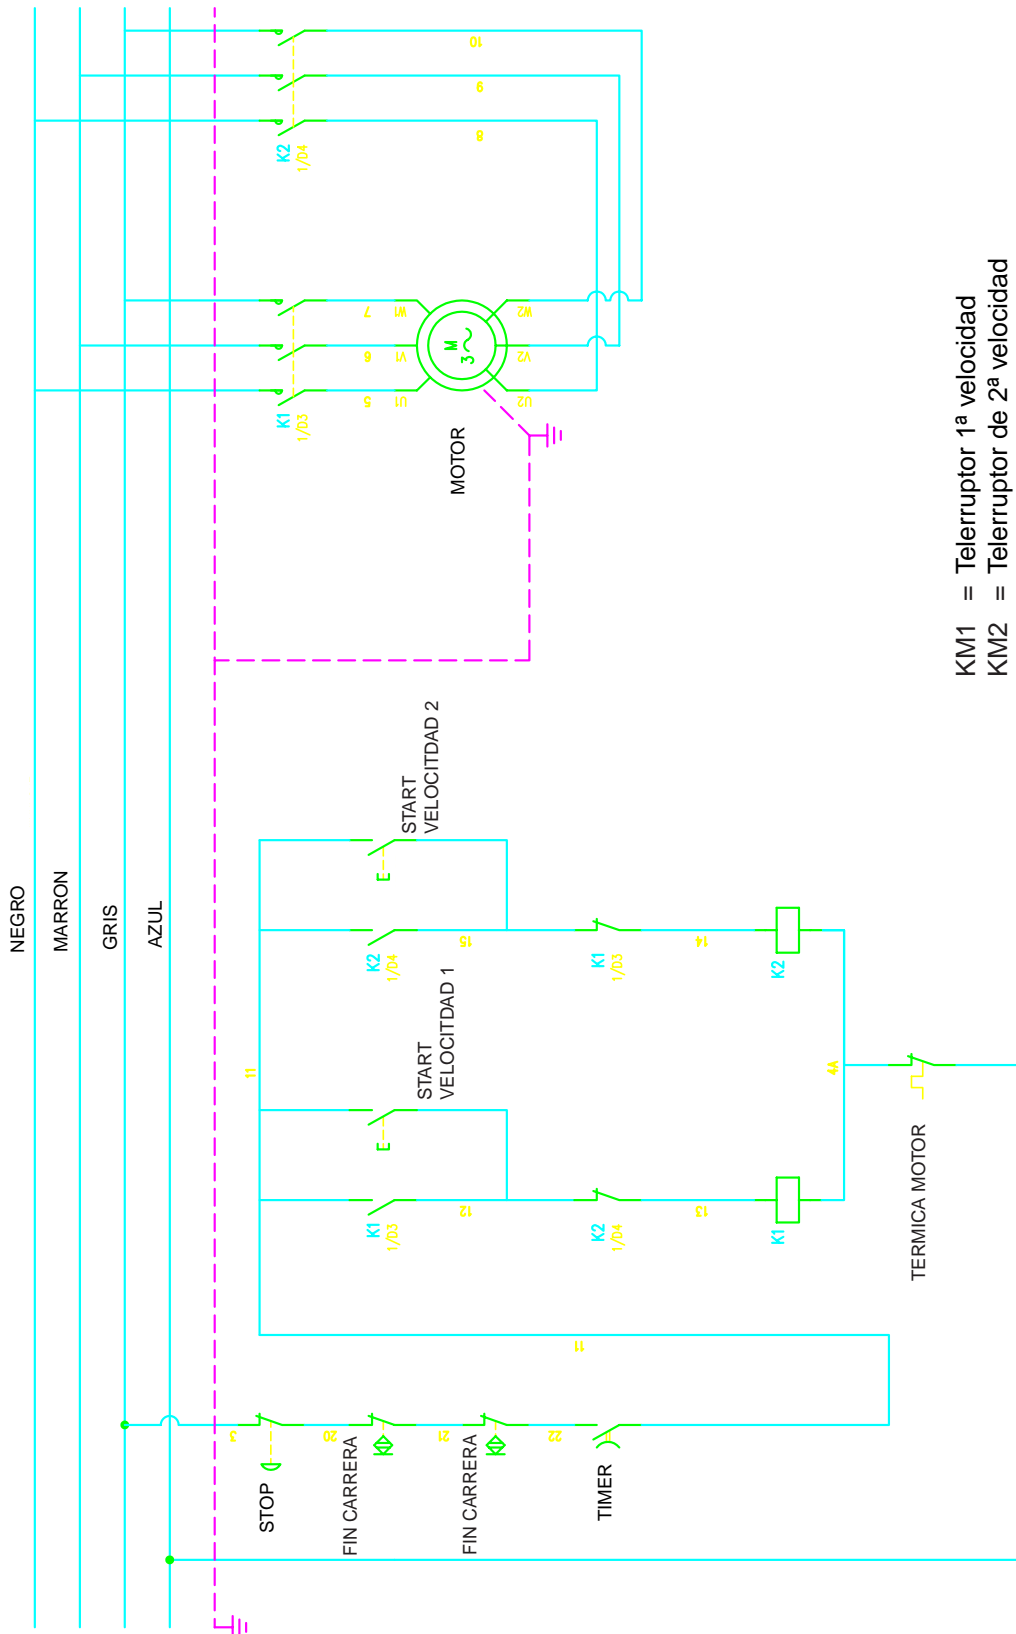 NEGRO
MARRON
GRIS
AZUL
3
STOP
20
FIN CARRERA
21
FIN CARRERA
22
TIMER
11
11
K1
1/D3
START
VELOCITDAD 1
12
K2
1/D4
13
K1
K2
1/D4
START
VELOCITDAD 2
15
K1
1/D3
14
K2
4A
TERMICA MOTOR
K1
1/D3
5
6
7
U1
V1
W1
M
3
U2
V2
W2
MOTOR
K2
1/D4
8
9
10
KM1 = Telerruptor 1ª velocidad
KM2 = Telerruptor de 2ª velocidad